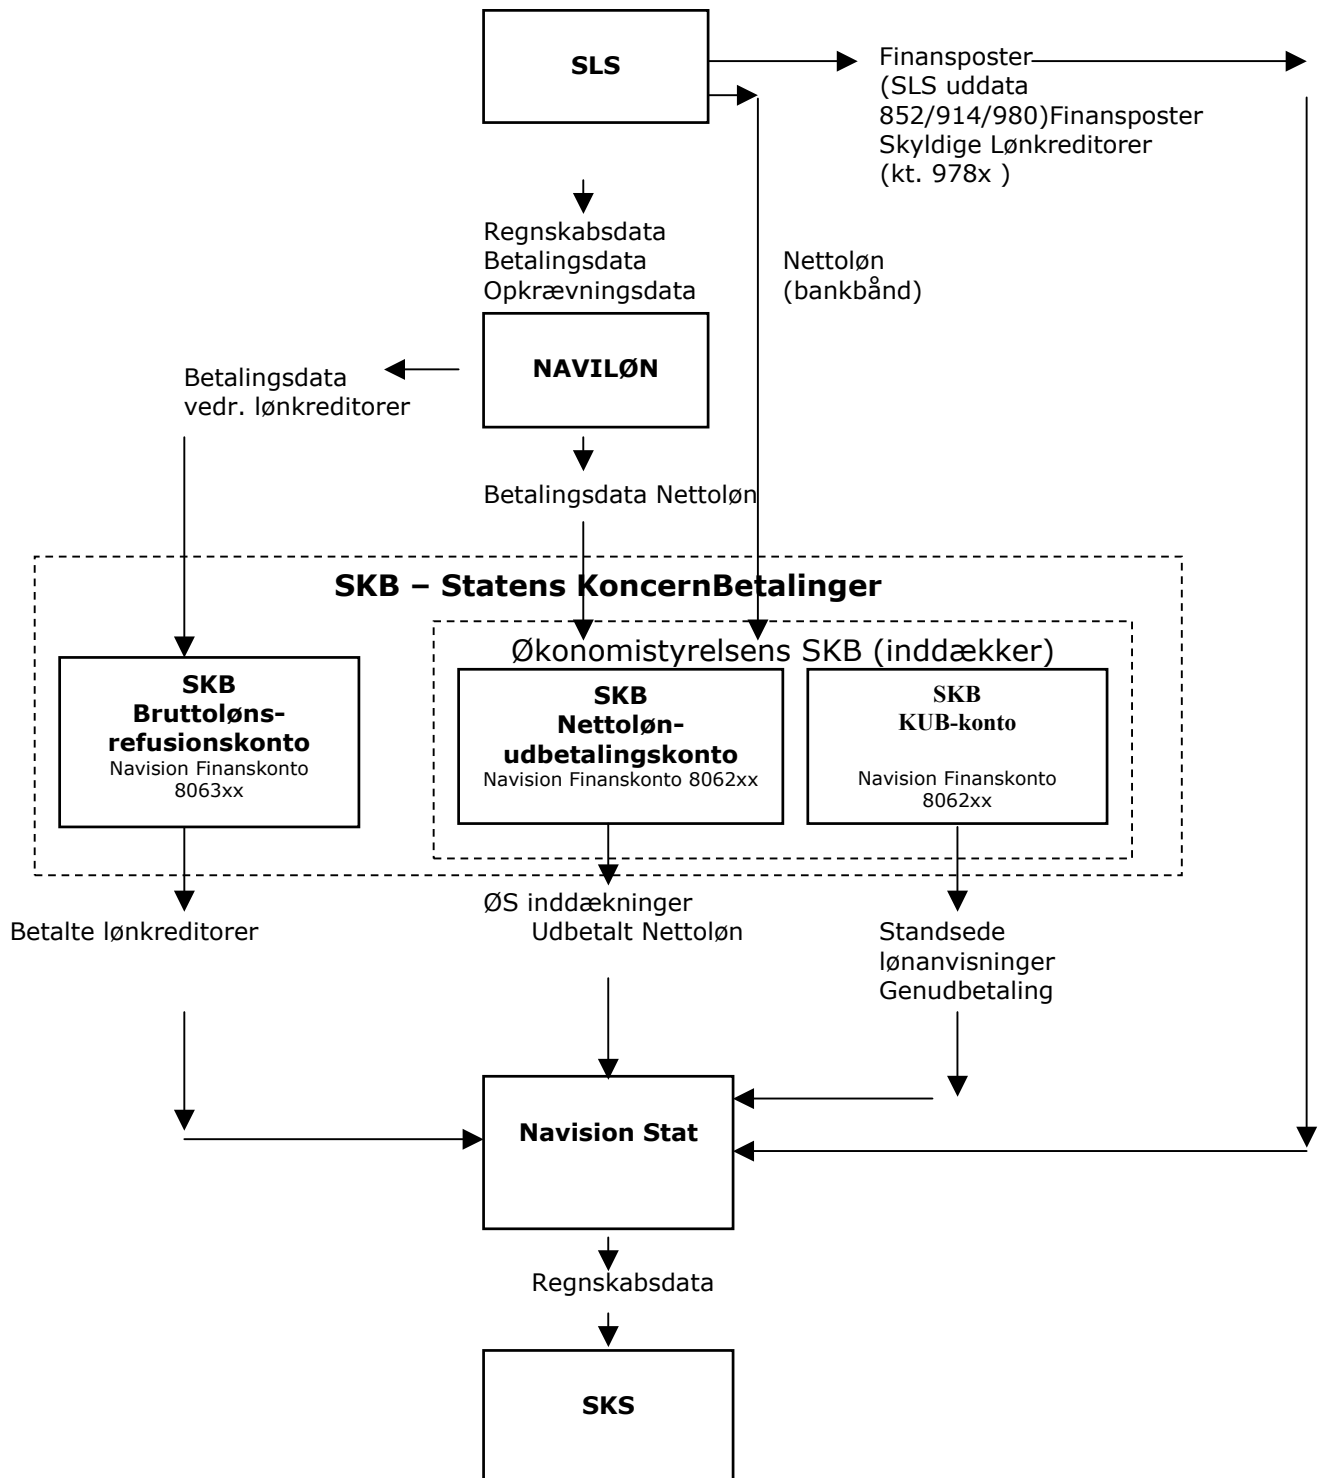 SLS
Finansposter
(SLS uddata
852/914/980)Finansposter
Skyldige Lønkreditorer
(kt. 978x )
Regnskabsdata
Betalingsdata
Opkrævningsdata
Nettoløn
(bankbånd)
NAVILØN
Betalingsdata
vedr. lønkreditorer
Betalingsdata Nettoløn
SKB – Statens KoncernBetalinger
Økonomistyrelsens SKB (inddækker)
SKB
Bruttoløns-
refusionskonto
Navision Finanskonto
8063xx
SKB
Nettoløn-
udbetalingskonto
Navision Finanskonto 8062xx
SKB
KUB-konto
Navision Finanskonto
8062xx
Betalte lønkreditorer
ØS inddækninger
Udbetalt Nettoløn
Standsede
lønanvisninger
Genudbetaling
Navision Stat
Regnskabsdata
SKS